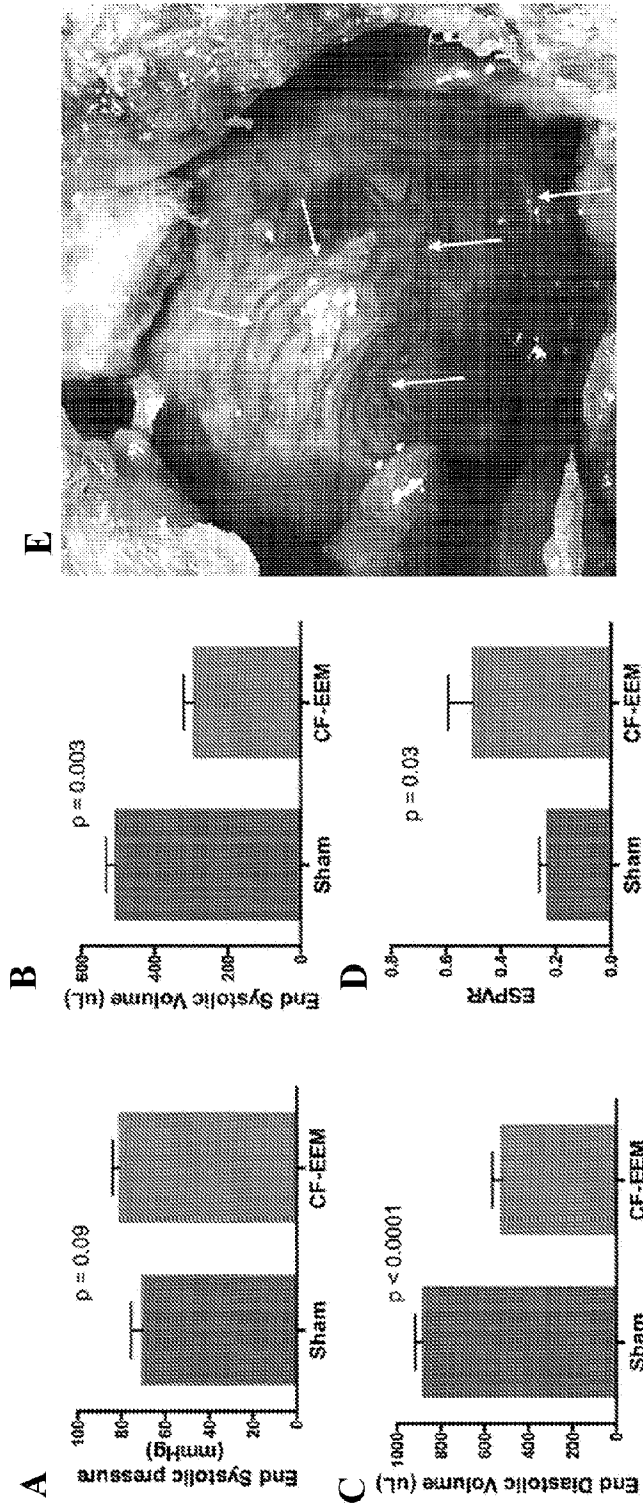 A
End Systolic pressure
(mmHg)
100
80
60
40
20
0
p = 0.09
Sham
CF-EEM
B
End Systolic Volume (uL)
600
400
200
0
p = 0.003
Sham
CF-EEM
C
End Diastolic Volume (uL)
1000
800
600
400
200
0
p < 0.0001
Sham
CF-EEM
D
ESPVR
0.8
0.6
0.4
0.2
0.0
p = 0.03
Sham
CF-EEM
E